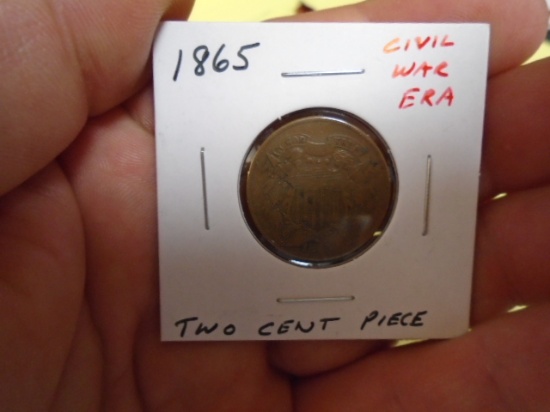 1865
CIVIL
WAR
ERA
TWO CENT PIECE